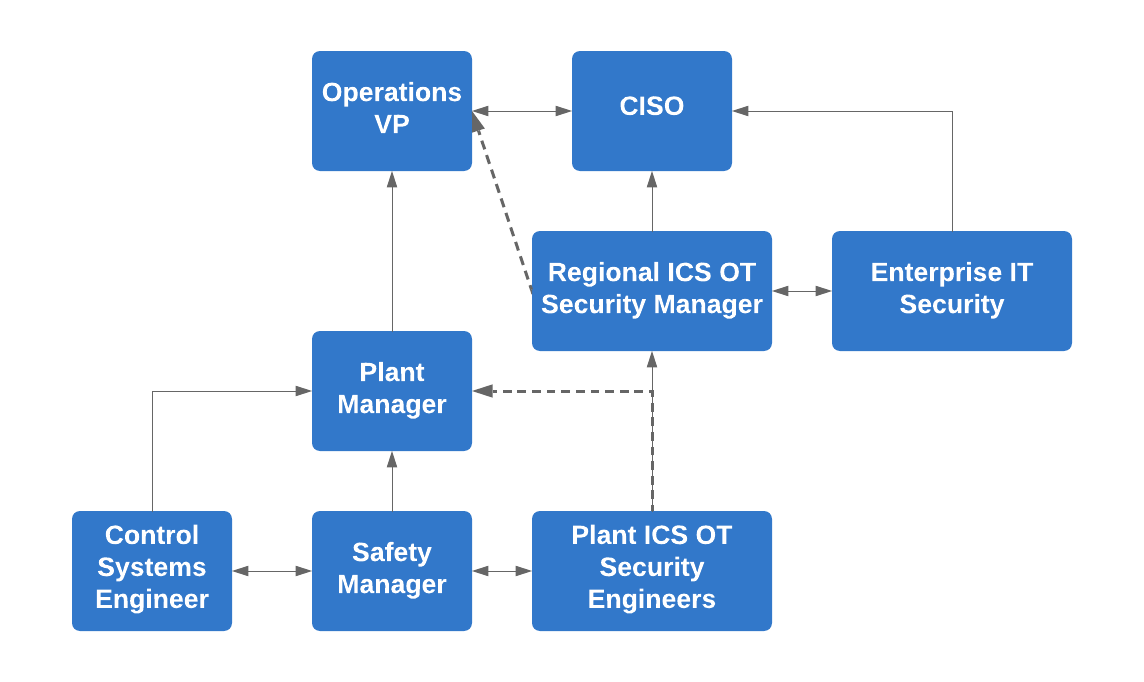 Operations
VP
CISO
Regional ICS OT
Security Manager
Enterprise IT
Security
Plant
Manager
Control
Systems
Engineer
Safety
Manager
Plant ICS OT
Security
Engineers